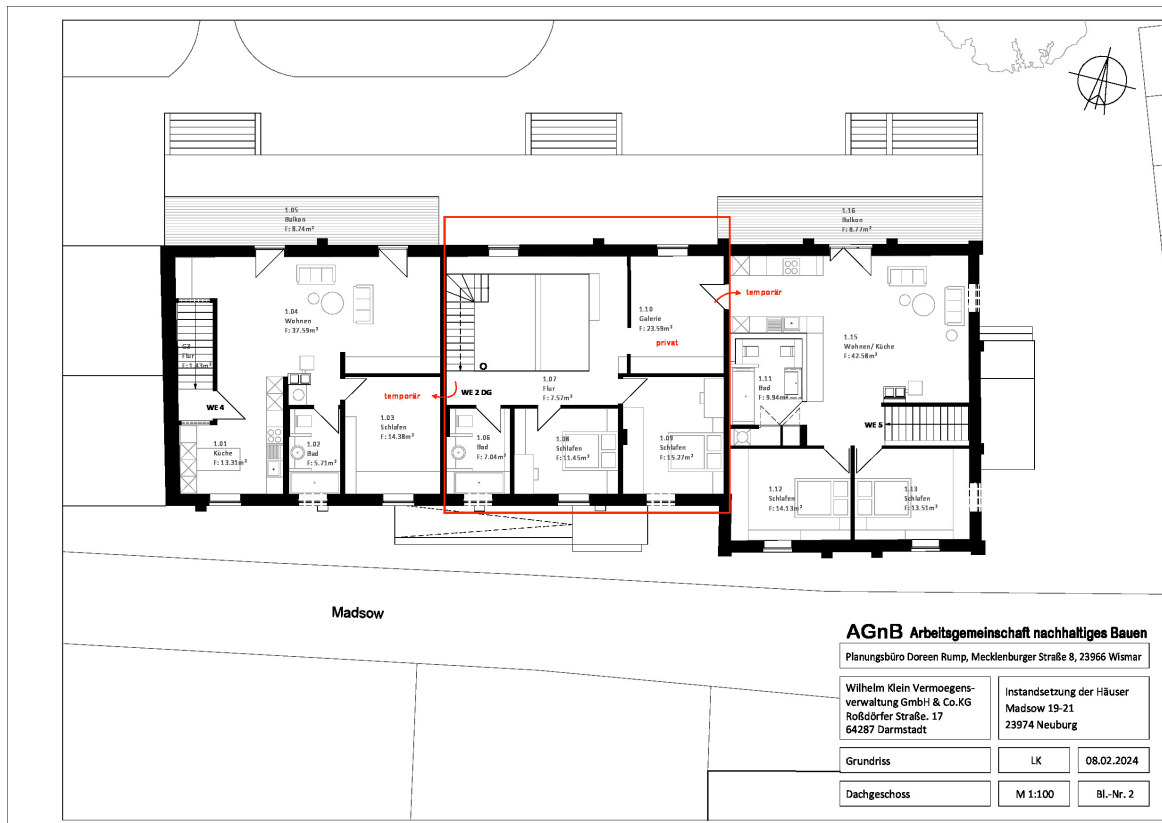 1.05
Balkon
F: 8.74m²
1.16
Balkon
F: 8.77m²
1.04
Wohnen
F: 37.59m²
G2
Flur
F: 1.43m²
WE 4
1.01
Küche
F: 13.31m²
1.02
Bad
F: 5.71m²
temporär
1.03
Schlafen
F: 14.38m²
WE 2 DG
1.07
Flur
F: 7.57m²
1.06
Bad
F: 7.04m²
1.08
Schlafen
F: 11.45m²
1.09
Schlafen
F: 15.27m²
1.10
Galerie
F: 23.59m²
privat
temporär
1.15
Wohnen/ Küche
F: 42.58m²
1.11
Bad
F: 9.94m²
WE 5
1.12
Schlafen
F: 14.13m²
1.13
Schlafen
F: 13.51m²
Madsow
AGnB Arbeitsgemeinschaft nachhaltiges Bauen
Planungsbüro Doreen Rump, Mecklenburger Straße 8, 23966 Wismar
Wilhelm Klein Vermoegens-
verwaltung GmbH & Co.KG
Roßdörfer Straße. 17
64287 Darmstadt
Instandsetzung der Häuser
Madsow 19-21
23974 Neuburg
Grundriss
LK
08.02.2024
Dachgeschoss
M 1:100
Bl.-Nr. 2